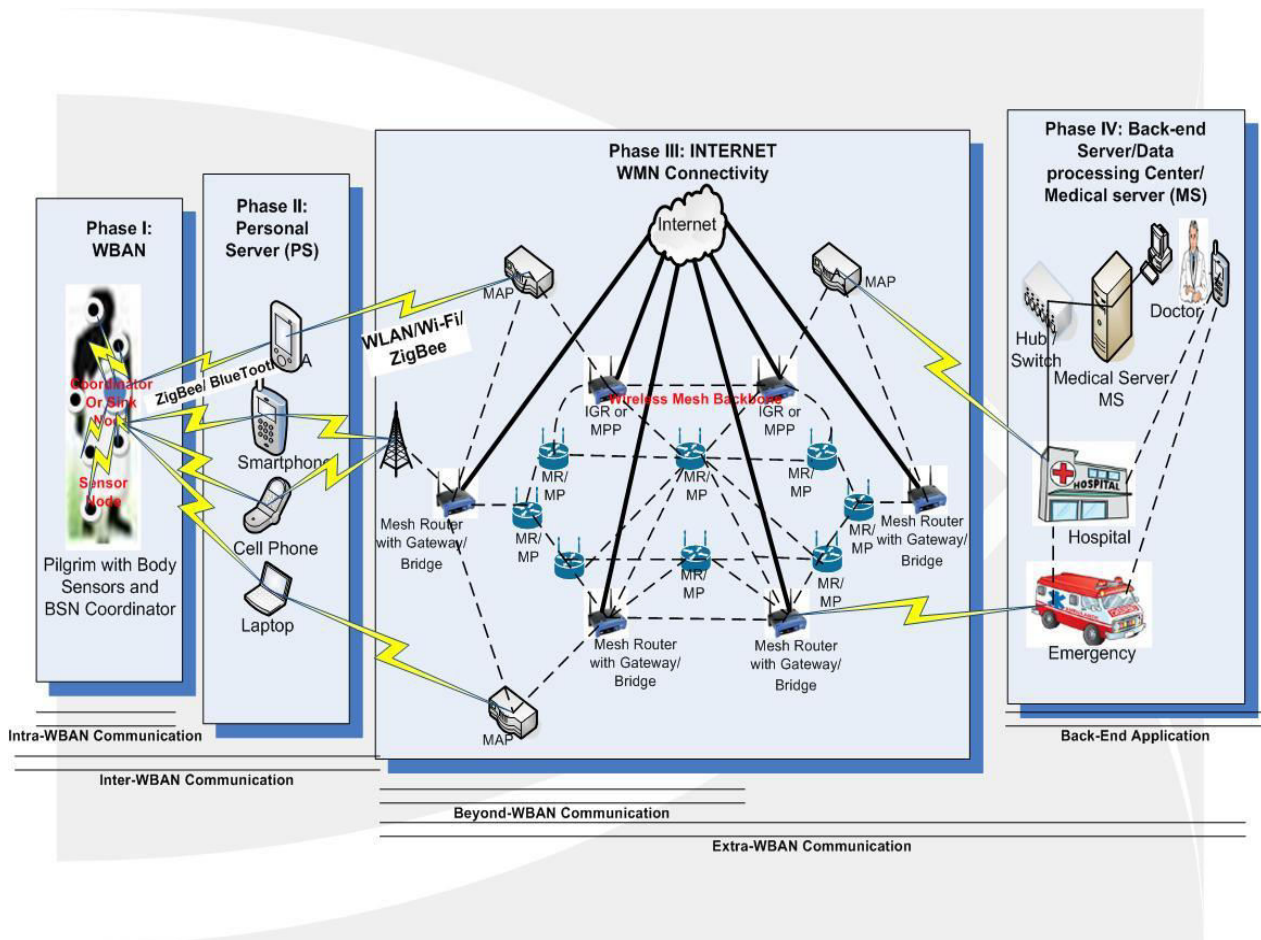 Phase I:
WBAN
Coordinator
Or Sink
Node
Sensor
Node
Pilgrim with Body
Sensors and
BSN Coordinator
Phase II:
Personal
Server (PS)
ZigBee/ BlueTooth
Smartphone
Cell Phone
Laptop
Phase III: INTERNET
WMN Connectivity
Internet
MAP
MAP
WLAN/Wi-Fi/
ZigBee
Wireless Mesh Backbone
IGR or
MPP
IGR or
MPP
MR/
MP
MR/
MP
MR/
MP
MR/
MP
MR/
MP
MR/
MP
MR/
MP
Mesh Router
with Gateway/
Bridge
Mesh Router
with Gateway/
Bridge
Mesh Router
with Gateway/
Bridge
Mesh Router
with Gateway/
Bridge
MAP
Phase IV: Back-end
Server/Data
processing Center/
Medical server (MS)
Doctor
Hub /
Switch
Medical Server/
MS
HOSPITAL
Hospital
Emergency
Intra-WBAN Communication
Back-End Application
Inter-WBAN Communication
Beyond-WBAN Communication
Extra-WBAN Communication